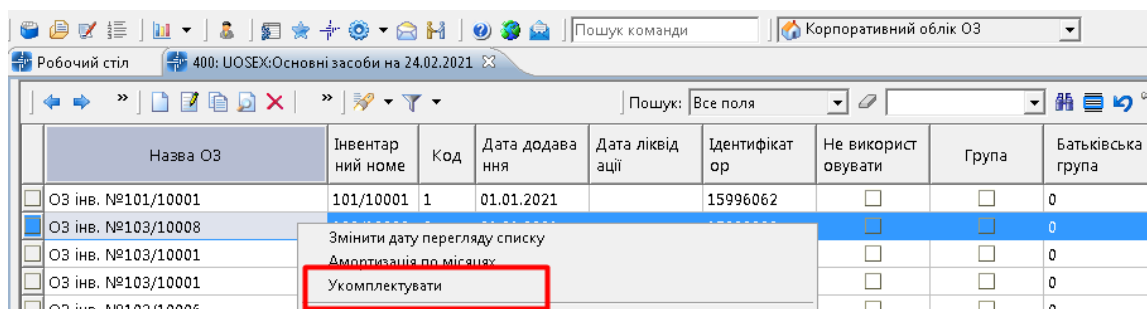 Пошук команди
Корпоративний облік ОЗ
Робочий стіл
400: UOSEX:Основні засоби на 24.02.2021
»
»
Пошук:
Все поля
Назва ОЗ
Інвентар
ний номе
Код
Дата додава
ння
Дата ліквід
ації
Ідентифікат
ор
Не використ
овувати
Група
Батьківська
група
ОЗ інв. №101/10001
101/10001
1
01.01.2021
15996062
0
ОЗ інв. №103/10008
0
Змінити дату перегляду списку
ОЗ інв. №103/10001
Амортизація по місяцях
0
ОЗ інв. №103/10001
Укомплектувати
0